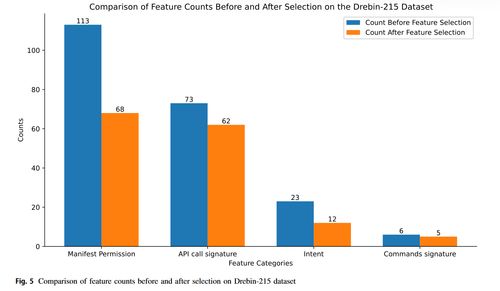 Comparison of Feature Counts Before and After Selection on the Drebin-215 Dataset
Count Before Feature Selection
Count After Feature Selection
113
100
80
60
40
20
0
Counts
68
73
62
23
12
6
5
Manifest Permission
API call signature
Intent
Commands signature
Feature Categories
Fig. 5 Comparison of feature counts before and after selection on Drebin-215 dataset